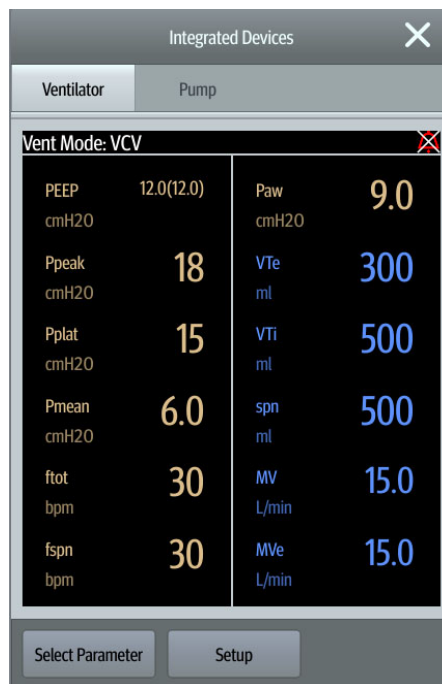 Integrated Devices
Ventilator Pump
Vent Mode: VCV
PEEP 12.0(12.0)
cmH2O
Ppeak 18
cmH2O
Pplat 15
cmH2O
Pmean 6.0
cmH2O
ftot 30
bpm
fspn 30
bpm
Paw 9.0
cmH2O
VTe 300
ml
VTi 500
ml
spn 500
ml
MV 15.0
L/min
MVe 15.0
L/min
Select Parameter Setup